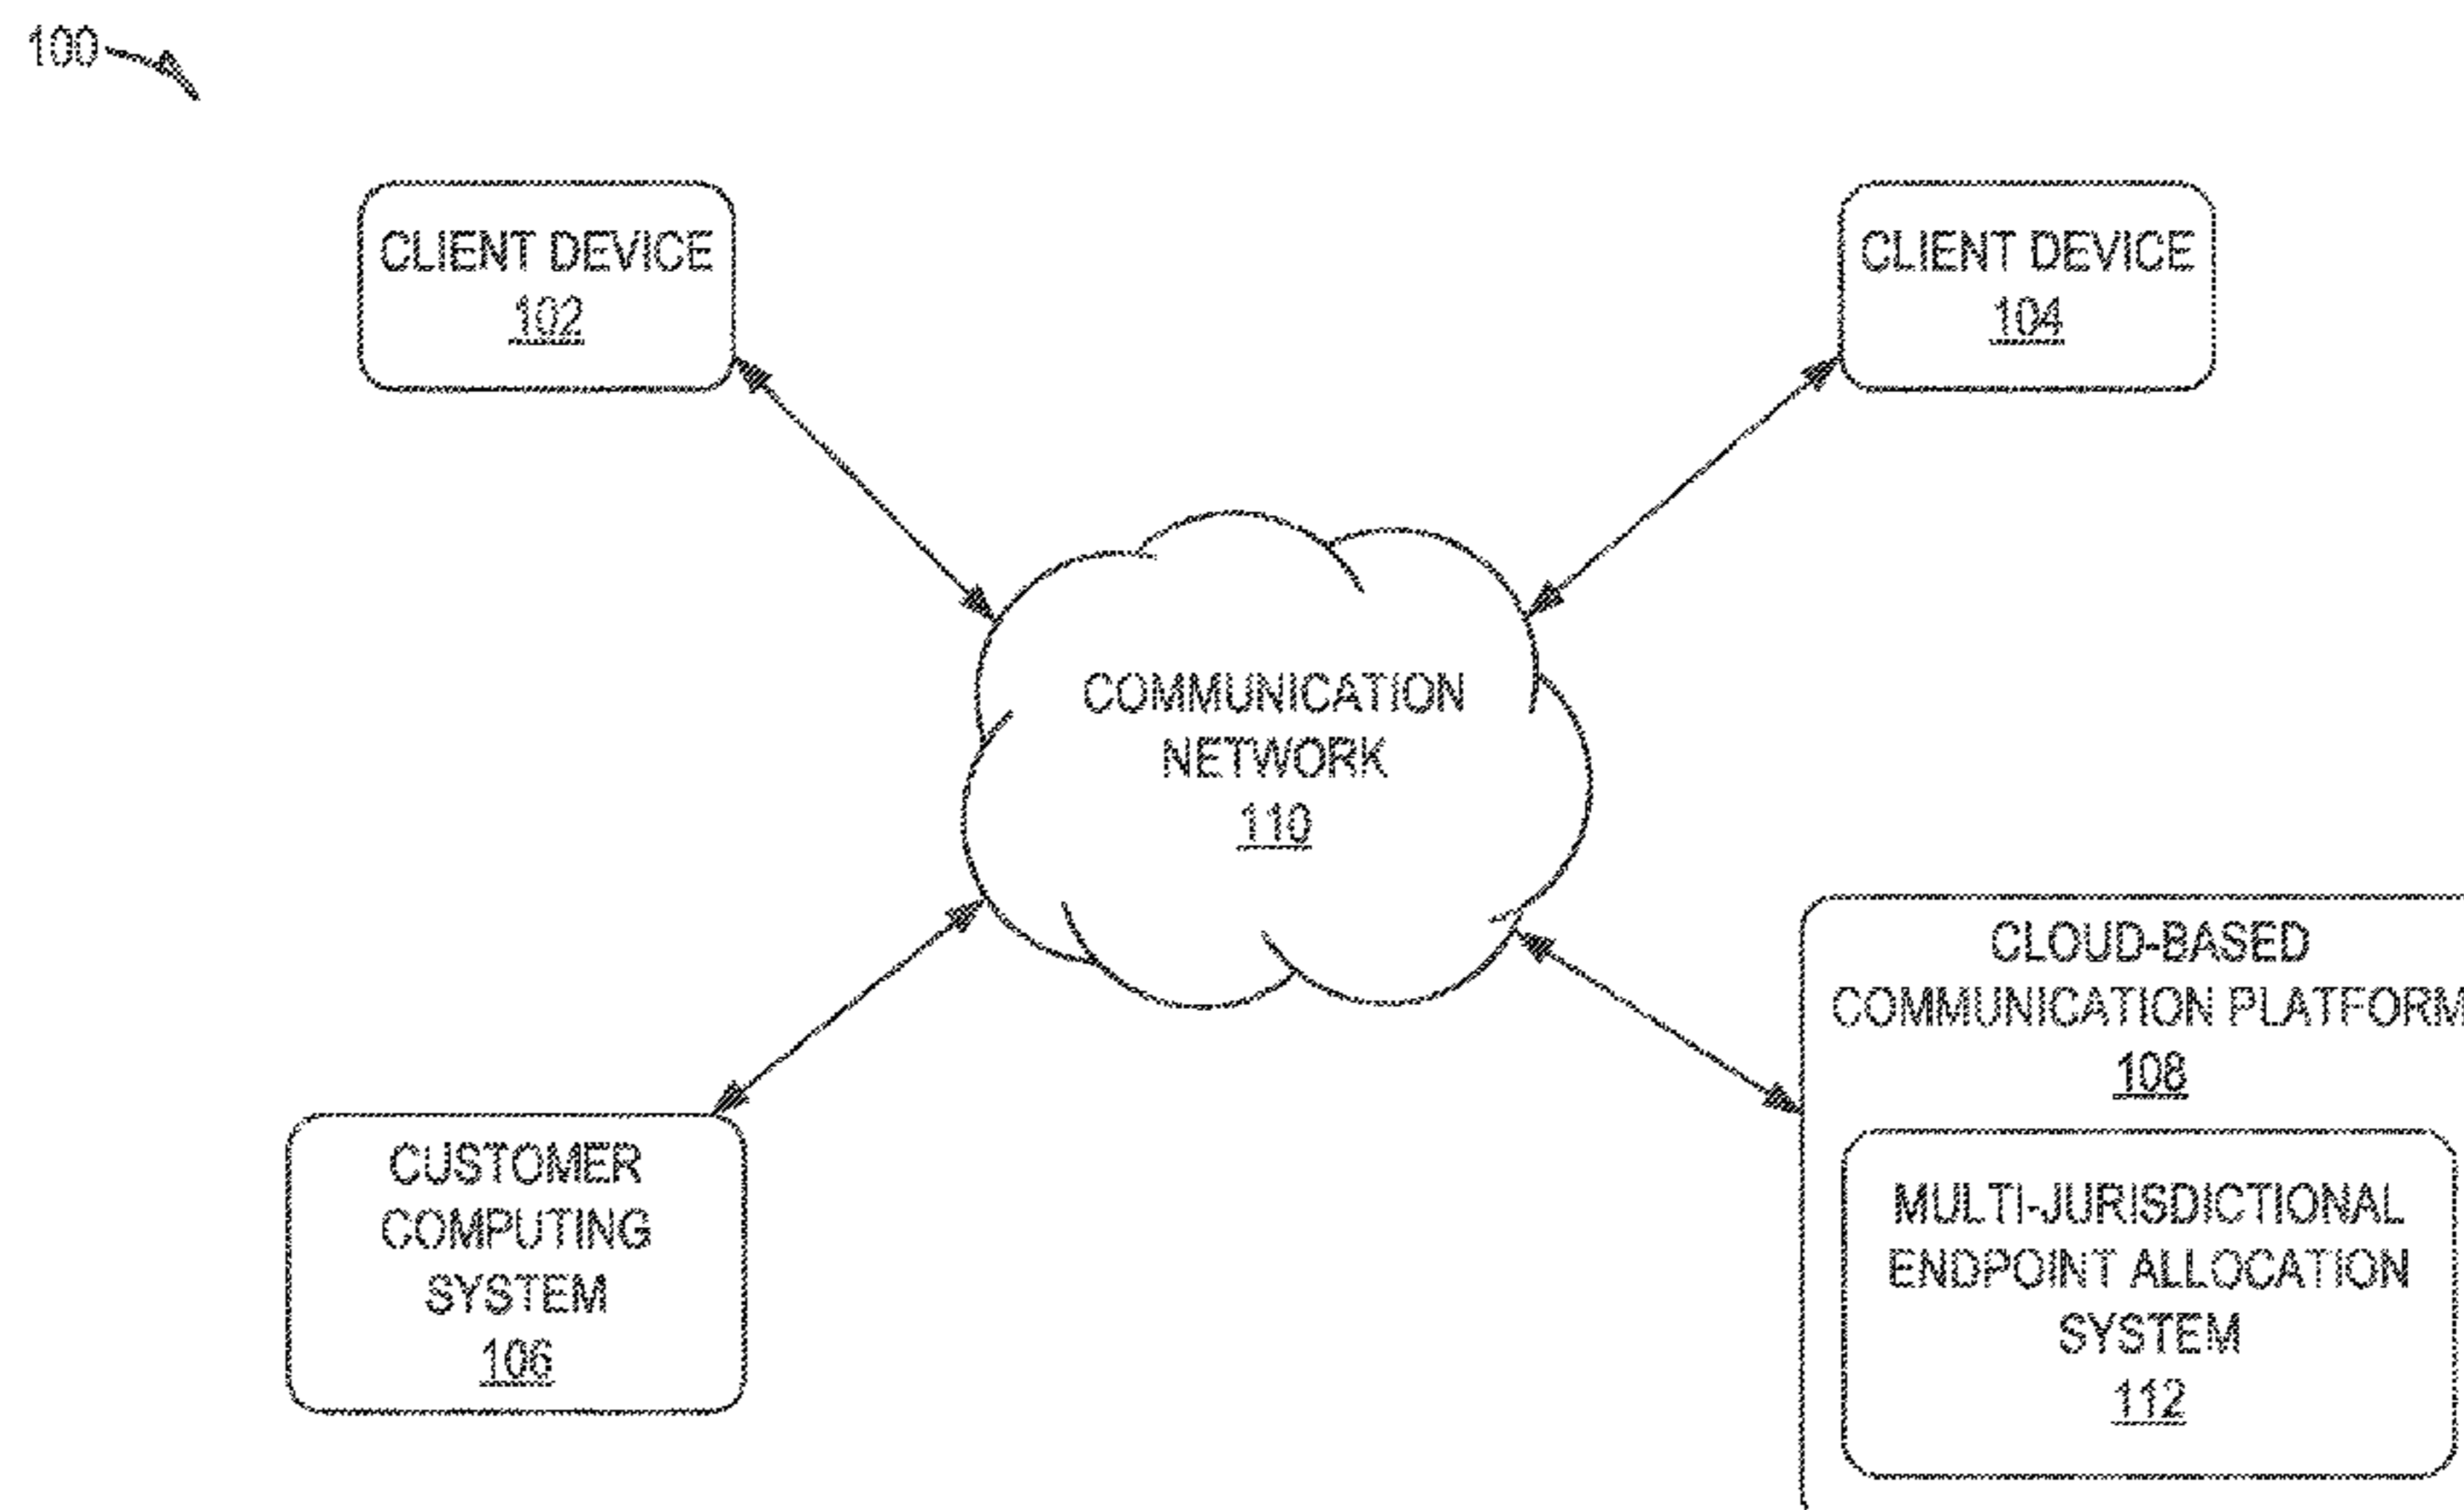 100
CLIENT DEVICE
102
CLIENT DEVICE
104
COMMUNICATION
NETWORK
110
CLOUD-BASED
COMMUNICATION PLATFORM
108
CUSTOMER
COMPUTING
SYSTEM
106
MULTI-JURISDICTIONAL
ENDPOINT ALLOCATION
SYSTEM
112